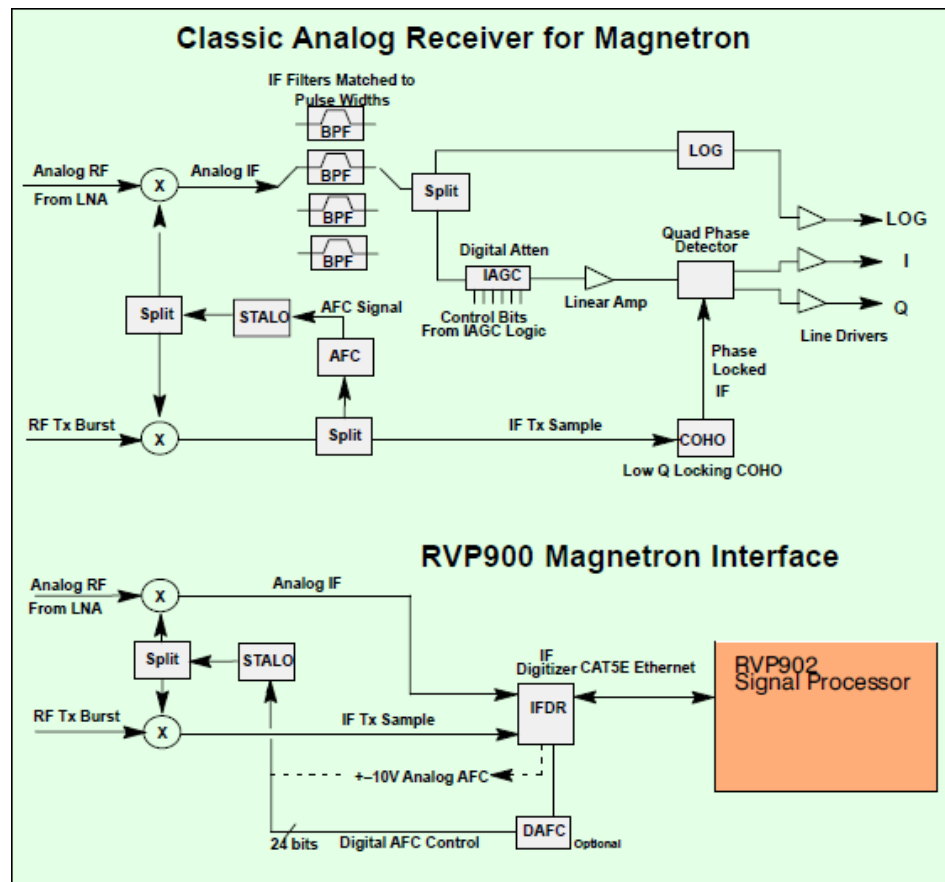 Classic Analog Receiver for Magnetron
IF Filters Matched to
Pulse Widths
BPF
Analog RF
From LNA
X
Analog IF
BPF
BPF
BPF
Split
LOG
LOG
Quad Phase
Detector
Digital Atten
IAGC
Control Bits
From IAGC Logic
Linear Amp
I
Q
Line Drivers
Split
STALO
AFC Signal
AFC
Phase
Locked
IF
RF Tx Burst
X
Split
IF Tx Sample
COHO
Low Q Locking COHO
RVP900 Magnetron Interface
Analog RF
From LNA
X
Analog IF
Split
STALO
IF
Digitizer
CAT5E Ethernet
IFDR
RVP902
Signal Processor
RF Tx Burst
X
IF Tx Sample
+–10V Analog AFC
24 bits
Digital AFC Control
DAFC
Optional